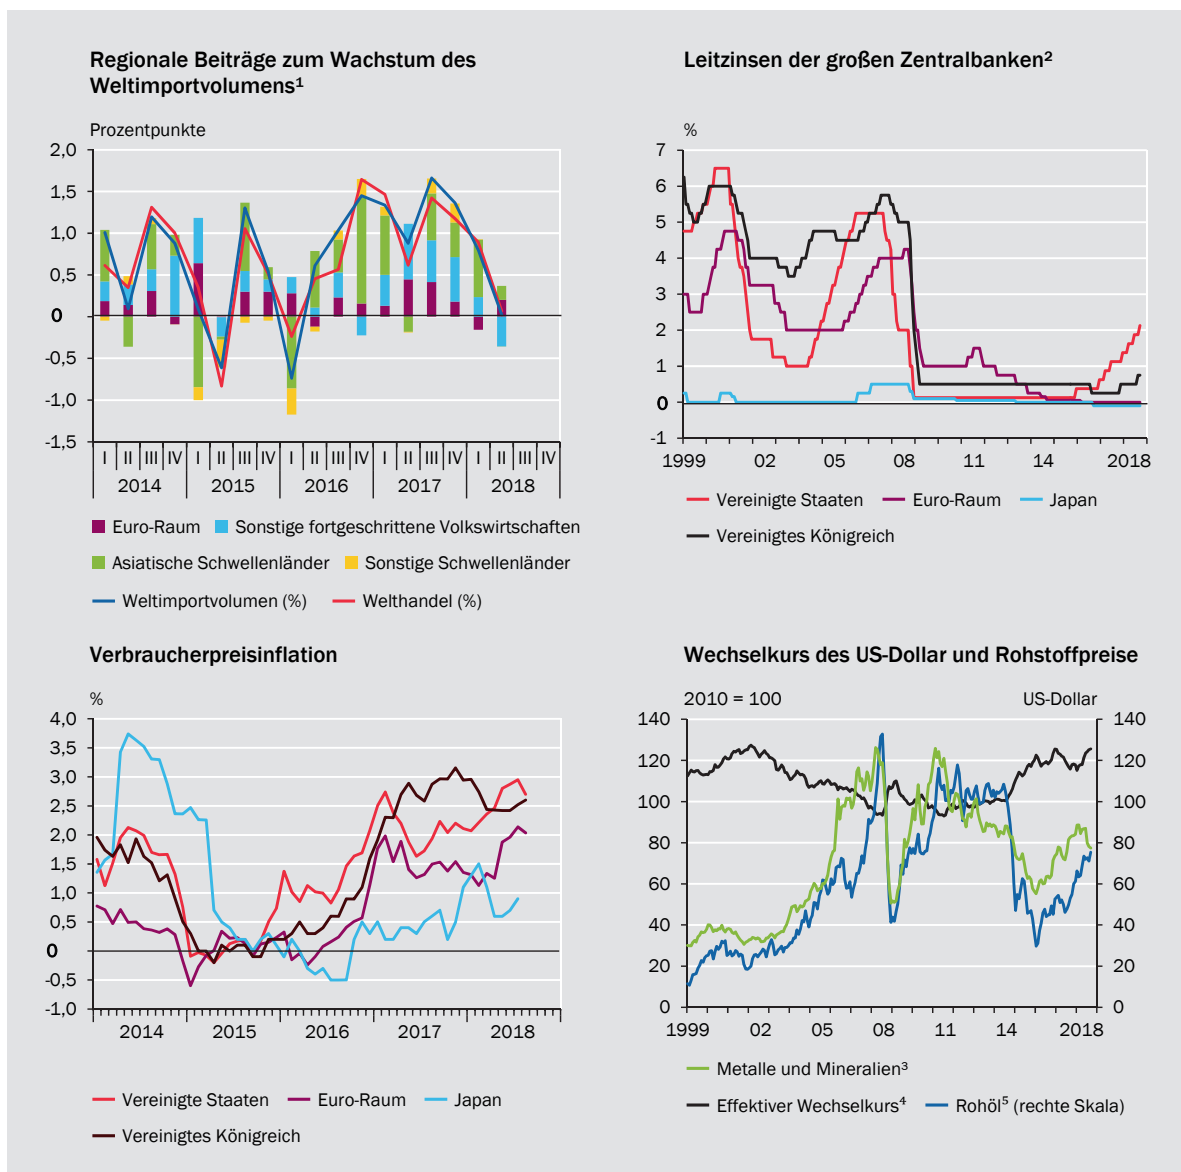 Regionale Beiträge zum Wachstum des
Weltimportvolumens¹
Prozentpunkte
2,0
1,5
1,0
0,5
0
-0,5
-1,0
-1,5
I II III IV I II III IV I II III IV I II III IV I II III IV
2014 2015 2016 2017 2018
Euro-Raum Sonstige fortgeschrittene Volkswirtschaften
Asiatische Schwellenländer Sonstige Schwellenländer
Weltimportvolumen (%) Welthandel (%)
Leitzinsen der großen Zentralbanken²
%
7
6
5
4
3
2
1
0
-1
1999 02 05 08 11 14 2018
Vereinigte Staaten Euro-Raum Japan
Vereinigtes Königreich
Verbraucherpreisinflation
%
4,0
3,5
3,0
2,5
2,0
1,5
1,0
0,5
0
-0,5
-1,0
2014 2015 2016 2017 2018
Vereinigte Staaten Euro-Raum Japan
Vereinigtes Königreich
Wechselkurs des US-Dollar und Rohstoffpreise
2010 = 100 US-Dollar
140 140
120 120
100 100
80 80
60 60
40 40
20 20
0 0
1999 02 05 08 11 14 2018
Metalle und Mineralien³
Effektiver Wechselkurs⁴ Rohöl⁵ (rechte Skala)